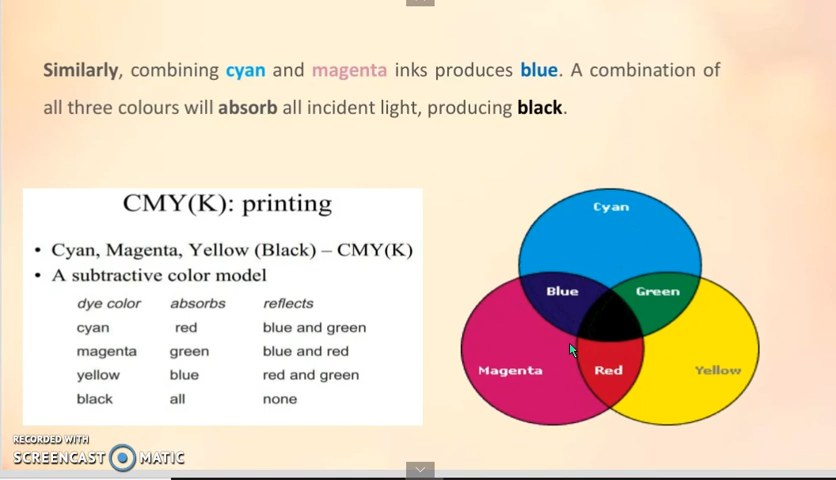 Similarly, combining cyan and magenta inks produces blue. A combination of
all three colours will absorb all incident light, producing black.
CMY(K): printing
• Cyan, Magenta, Yellow (Black) – CMY(K)
• A subtractive color model
dye color absorbs reflects
cyan red blue and green
magenta green blue and red
yellow blue red and green
black all none
Cyan
Blue Green
Magenta Red Yellow
RECORDED WITH
SCREENCAST MATIC